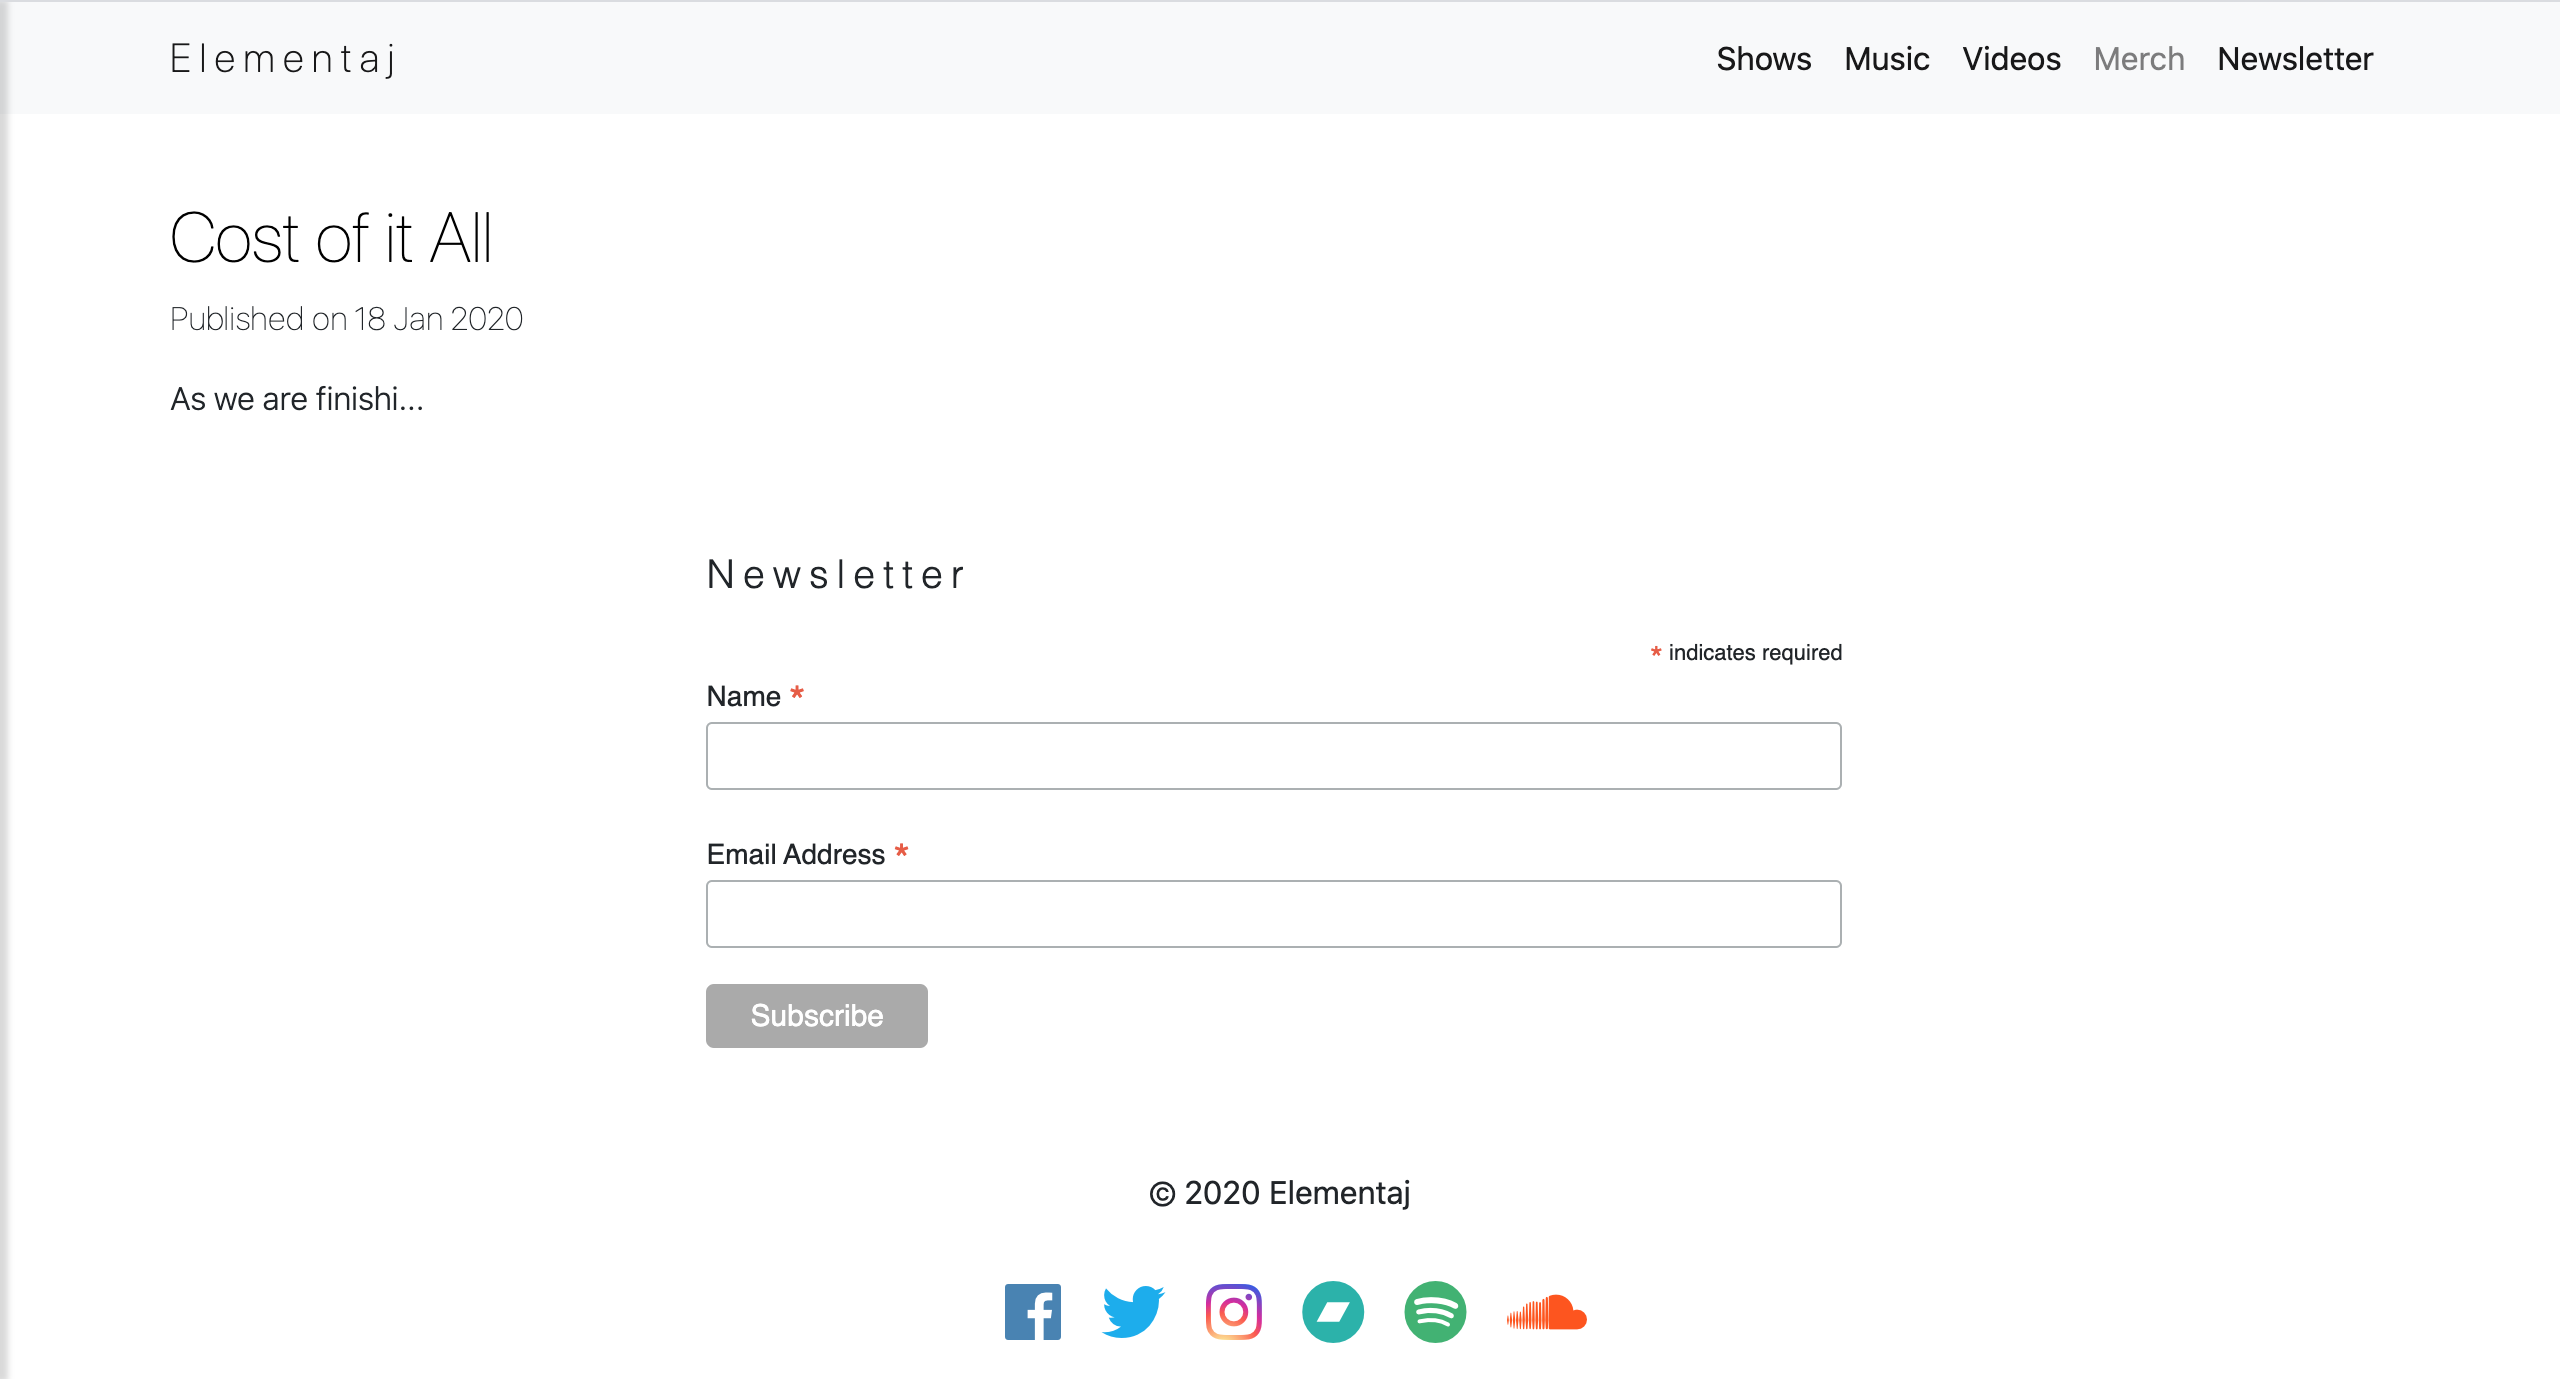 Elementaj
Shows Music Videos Merch Newsletter
Cost of it All
Published on 18 Jan 2020
As we are finishi...
Newsletter
* indicates required
Name *
Email Address *
Subscribe
© 2020 Elementaj